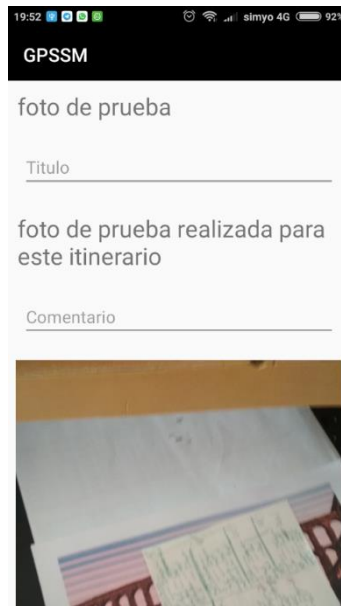 19:52 simyo 4G 92%
GPSSM
foto de prueba
Titulo
foto de prueba realizada para
este itinerario
Comentario